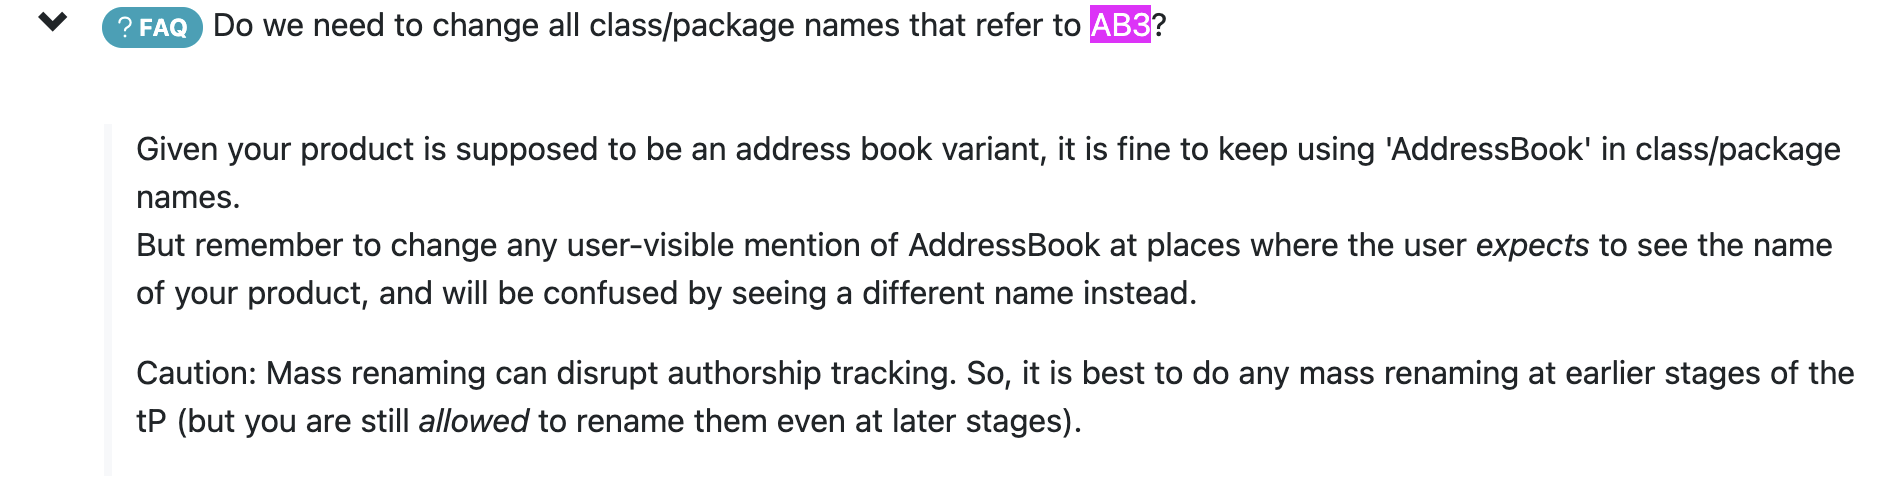 ? FAQ Do we need to change all class/package names that refer to AB3?
Given your product is supposed to be an address book variant, it is fine to keep using 'AddressBook' in class/package
names.
But remember to change any user-visible mention of AddressBook at places where the user expects to see the name
of your product, and will be confused by seeing a different name instead.
Caution: Mass renaming can disrupt authorship tracking. So, it is best to do any mass renaming at earlier stages of the
tP (but you are still allowed to rename them even at later stages).